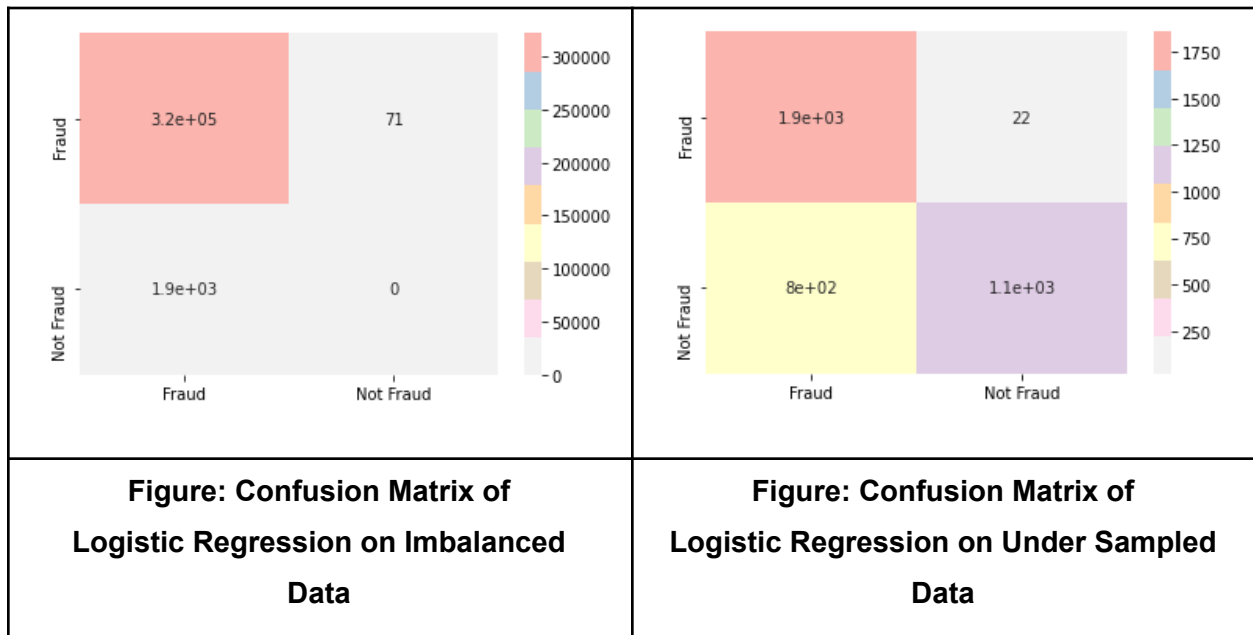 Fraud
Not Fraud
3.2e+05
71
1.9e+03
0
Fraud
Not Fraud
300000
250000
200000
150000
100000
50000
0
Fraud
Not Fraud
1.9e+03
22
8e+02
1.1e+03
Fraud
Not Fraud
1750
1500
1250
1000
750
500
250
Figure: Confusion Matrix of
Logistic Regression on Imbalanced
Data
Figure: Confusion Matrix of
Logistic Regression on Under Sampled
Data